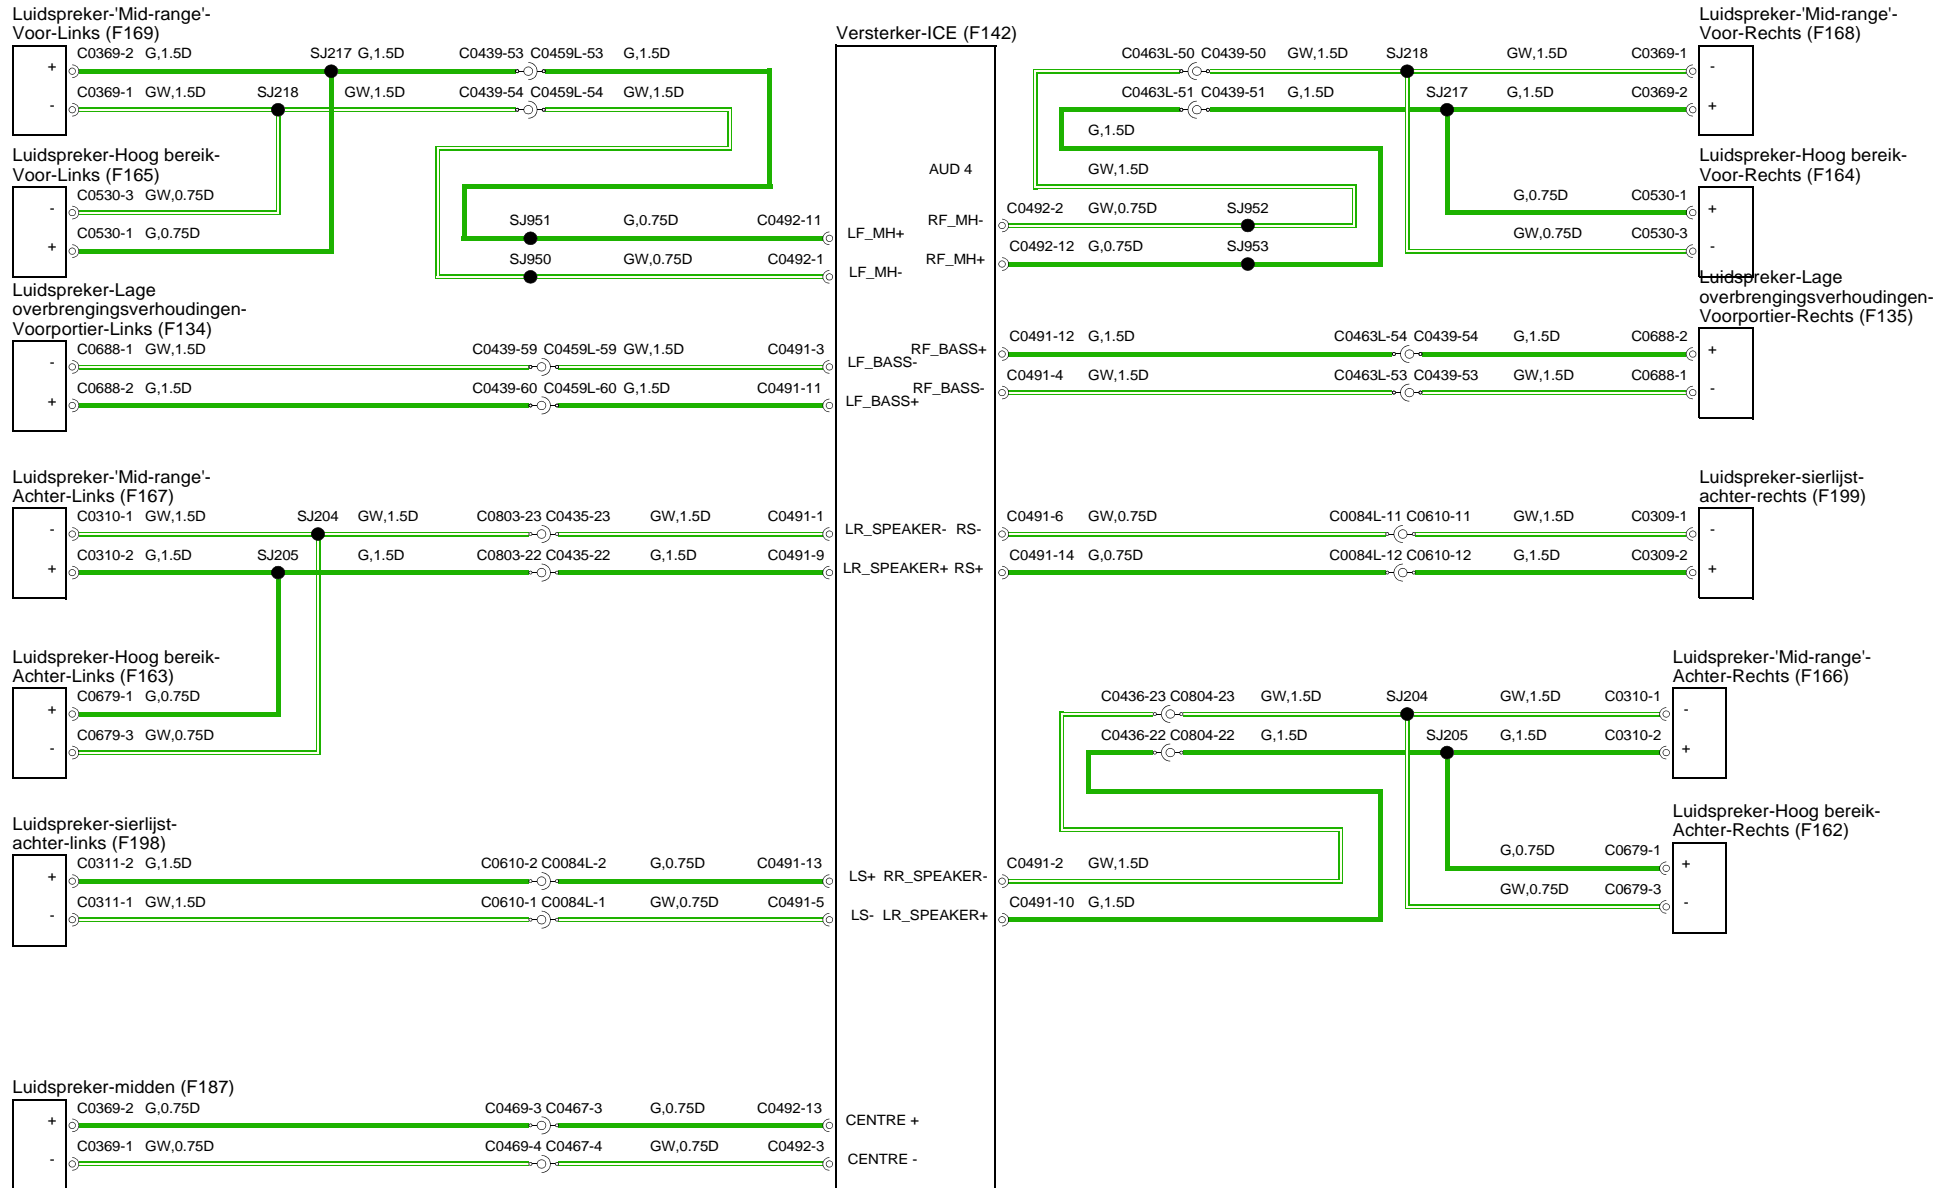 Luidspreker-'Mid-range'-
Voor-Links (F169)
C0369-2 G,1.5D SJ217 G,1.5D C0439-53 C0459L-53 G,1.5D
+
C0369-1 GW,1.5D SJ218 GW,1.5D C0439-54 C0459L-54 GW,1.5D
-
Luidspreker-Hoog bereik-
Voor-Links (F165)
C0530-3 GW,0.75D
-
C0530-1 G,0.75D
+
SJ951 G,0.75D C0492-11
SJ950 GW,0.75D C0492-1
Luidspreker-Lage
overbrengingsverhoudingen-
Voorportier-Links (F134)
C0688-1 GW,1.5D C0439-59 C0459L-59 GW,1.5D C0491-3
-
C0688-2 G,1.5D C0439-60 C0459L-60 G,1.5D C0491-11
+
Luidspreker-'Mid-range'-
Achter-Links (F167)
C0310-1 GW,1.5D SJ204 GW,1.5D C0803-23 C0435-23 GW,1.5D C0491-1
-
C0310-2 G,1.5D SJ205 G,1.5D C0803-22 C0435-22 G,1.5D C0491-9
+
Luidspreker-Hoog bereik-
Achter-Links (F163)
C0679-1 G,0.75D
+
C0679-3 GW,0.75D
-
Luidspreker-sierlijst-
achter-links (F198)
C0311-2 G,1.5D C0610-2 C0084L-2 G,0.75D C0491-13
+
C0311-1 GW,1.5D C0610-1 C0084L-1 GW,0.75D C0491-5
-
Luidspreker-midden (F187)
C0369-2 G,0.75D C0469-3 C0467-3 G,0.75D C0492-13
+
C0369-1 GW,0.75D C0469-4 C0467-4 GW,0.75D C0492-3
-
Versterker-ICE (F142)
AUD 4
RF_MH-
LF_MH+
RF_MH+
LF_MH-
RF_BASS+
LF_BASS-
RF_BASS-
LF_BASS+
LR_SPEAKER- RS-
LR_SPEAKER+ RS+
LS+ RR_SPEAKER-
LS- LR_SPEAKER+
CENTRE +
CENTRE -
Luidspreker-'Mid-range'-
Voor-Rechts (F168)
C0463L-50 C0439-50 GW,1.5D SJ218 GW,1.5D C0369-1
-
C0463L-51 C0439-51 G,1.5D SJ217 G,1.5D C0369-2
+
G,1.5D
GW,1.5D
Luidspreker-Hoog bereik-
Voor-Rechts (F164)
G,0.75D C0530-1
+
C0492-2 GW,0.75D SJ952
GW,0.75D C0530-3
-
C0492-12 G,0.75D SJ953
Luidspreker-Lage
overbrengingsverhoudingen-
Voorportier-Rechts (F135)
C0491-12 G,1.5D C0463L-54 C0439-54 G,1.5D C0688-2
+
C0491-4 GW,1.5D C0463L-53 C0439-53 GW,1.5D C0688-1
-
Luidspreker-sierlijst-
achter-rechts (F199)
C0491-6 GW,0.75D C0084L-11 C0610-11 GW,1.5D C0309-1
-
C0491-14 G,0.75D C0084L-12 C0610-12 G,1.5D C0309-2
+
Luidspreker-'Mid-range'-
Achter-Rechts (F166)
C0436-23 C0804-23 GW,1.5D SJ204 GW,1.5D C0310-1
-
C0436-22 C0804-22 G,1.5D SJ205 G,1.5D C0310-2
+
Luidspreker-Hoog bereik-
Achter-Rechts (F162)
G,0.75D C0679-1
+
C0491-2 GW,1.5D
GW,0.75D C0679-3
-
C0491-10 G,1.5D